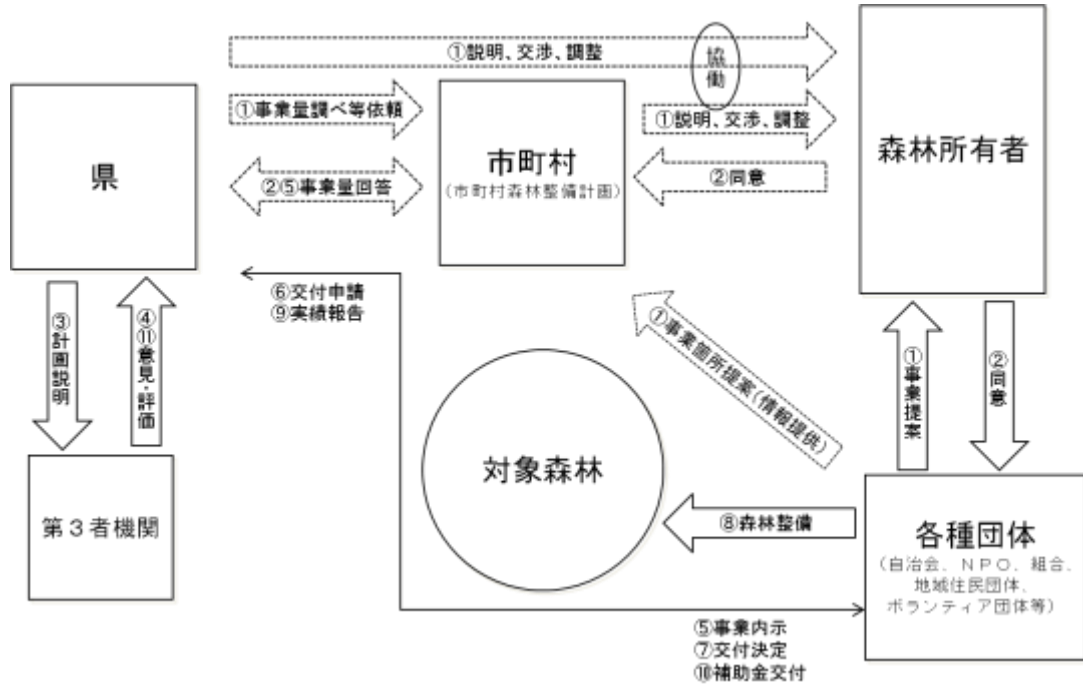 ①説明、交渉、調整
協働
県
①事業量調べ等依頼
②⑤事業量回答
市町村
（市町村森林整備計画）
①説明、交渉、調整
②同意
森林所有者
⑥交付申請
⑨実績報告
③計画説明
④
⑪意見・評価
①事業箇所提案（情報提供）
①事業提案
②同意
第３者機関
対象森林
⑧森林整備
各種団体
（自治会、ＮＰＯ、組合、
地域住民団体、
ボランティア団体等）
⑤事業内示
⑦交付決定
⑩補助金交付